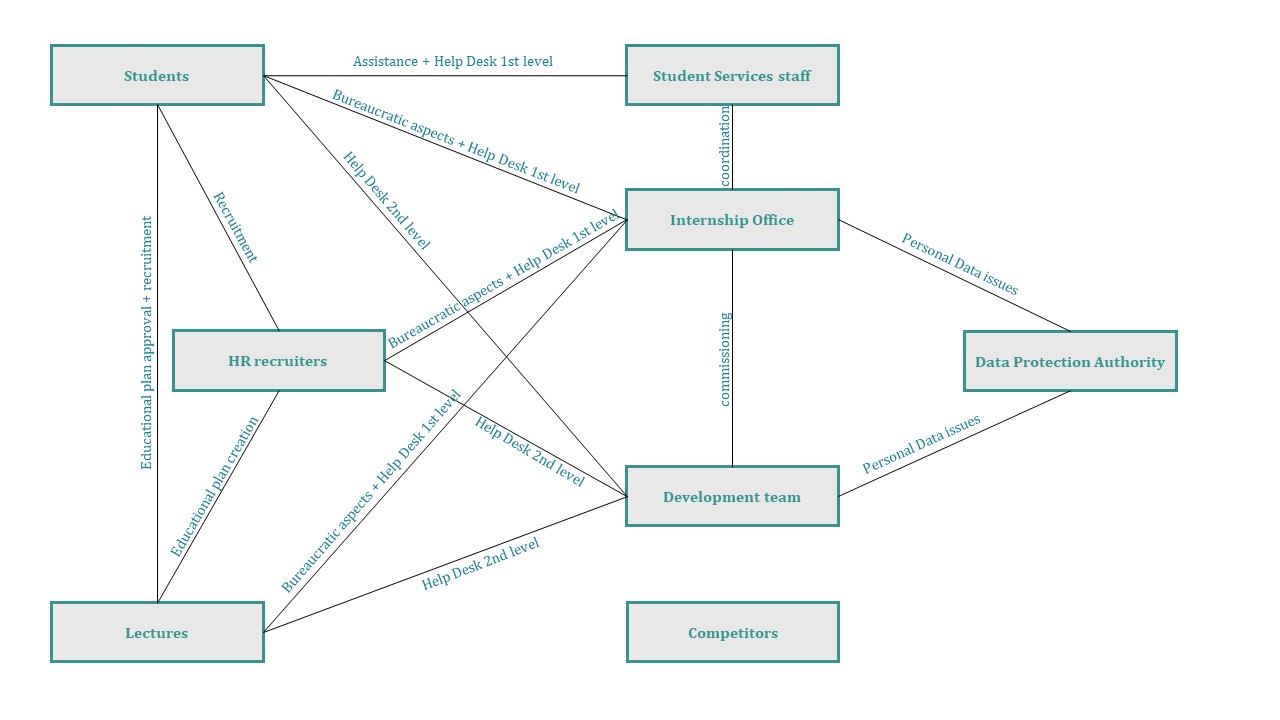 Students
Assistance + Help Desk 1st level
Student Services staff
Bureaucratic aspects + Help Desk 1st level
coordination
Help Desk 2nd level
Recruitment
Internship Office
Bureaucratic aspects + Help Desk 1st level
Personal Data issues
Educational plan approval + recruitment
HR recruiters
commissioning
Data Protection Authority
Bureaucratic aspects + Help Desk 1st level
Help Desk 2nd level
Personal Data issues
Educational plan creation
Development team
Help Desk 2nd level
Lectures
Competitors